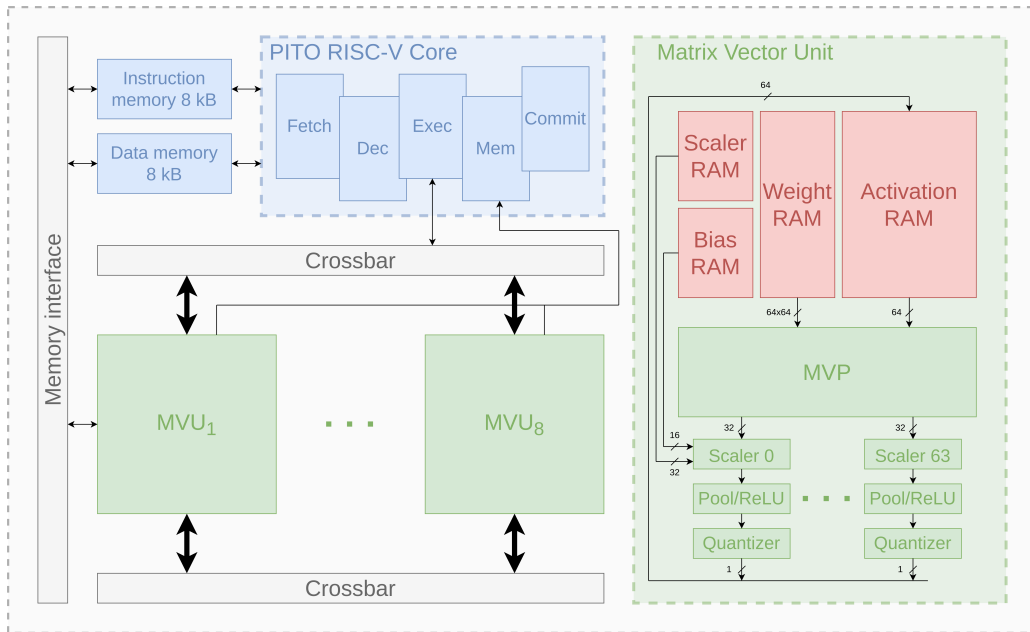 PITO RISC-V Core
Instruction
memory 8 kB
Data memory
8 kB
Fetch
Dec
Exec
Mem
Commit
Memory interface
Crossbar
MVU1
. . .
MVU8
Crossbar
Matrix Vector Unit
64
Scaler
RAM
Bias
RAM
Weight
RAM
Activation
RAM
64x64
64
MVP
32
32
16
32
Scaler 0
Scaler 63
Pool/ReLU
. . .
Pool/ReLU
Quantizer
Quantizer
1
1